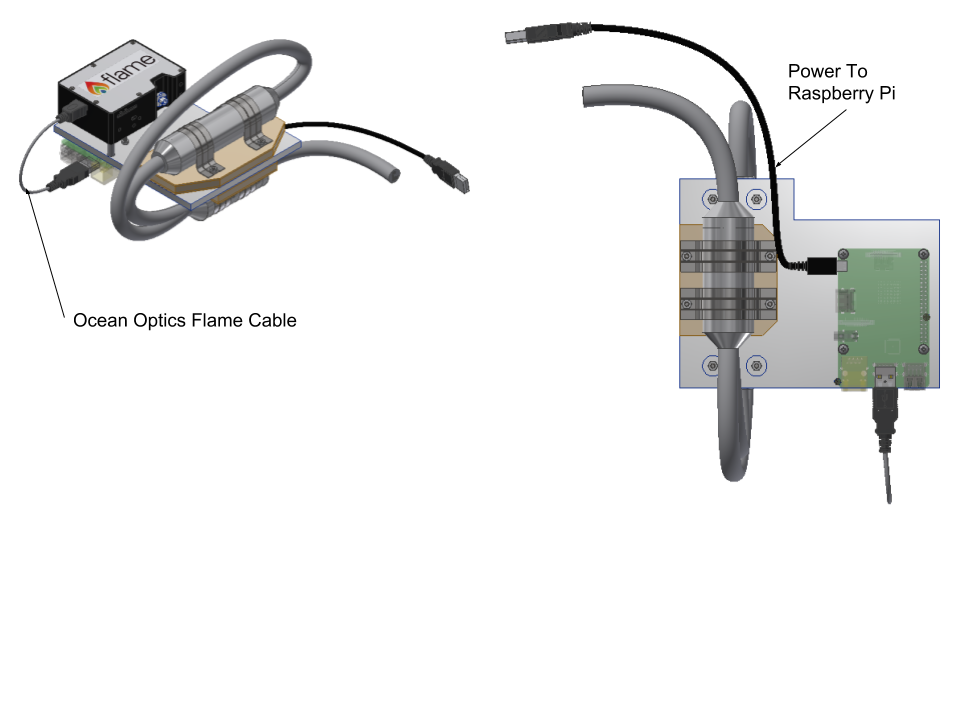 flame
Ocean Optics Flame Cable
Power To
Raspberry Pi